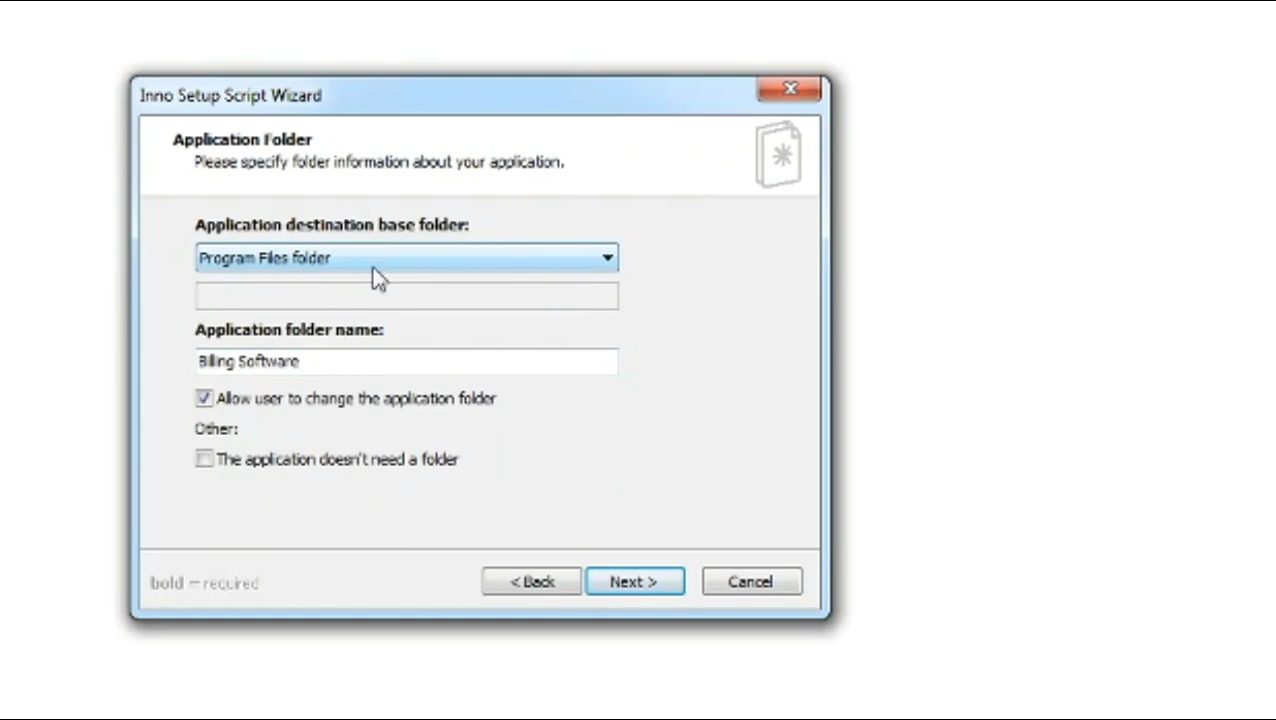 Inno Setup Script Wizard
Application Folder
Please specify folder information about your application.
Application destination base folder:
Program Files folder
Application folder name:
Billing Software
Allow user to change the application folder
Other:
The application doesn't need a folder
bold = required
< Back
Next >
Cancel